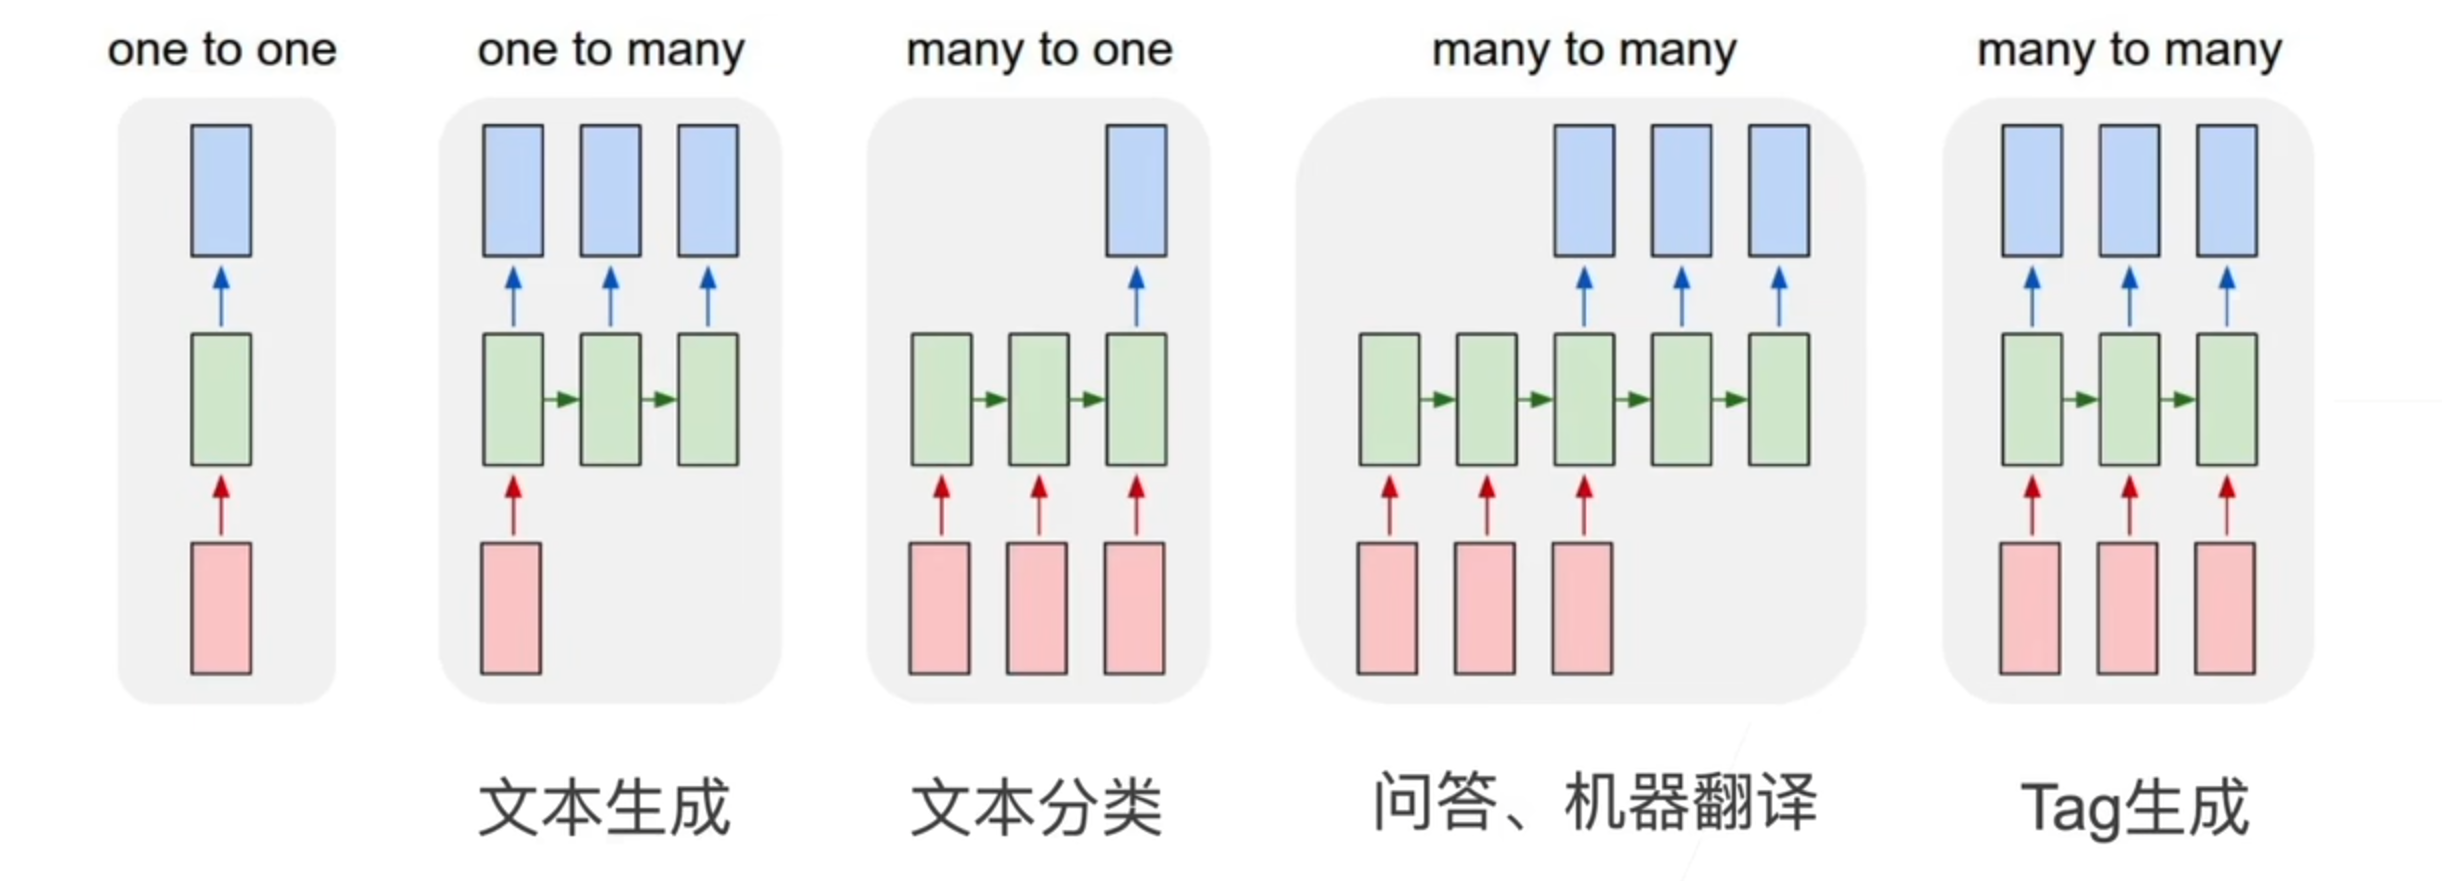 one to one
one to many
many to one
many to many
many to many
文本生成
文本分类
问答、机器翻译
Tag生成